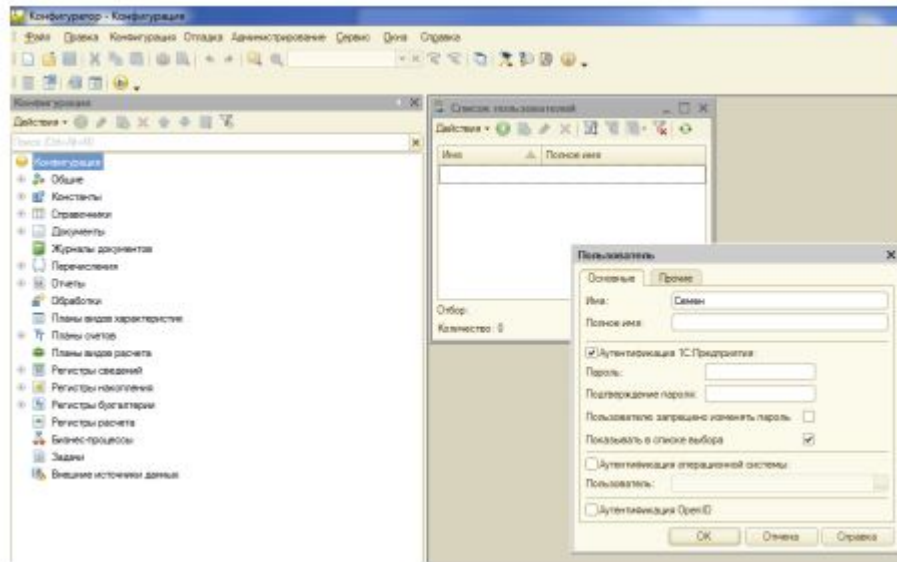 Конфигуратор - Конфигурация
Файл Правка Конфигурация Отладка Администрирование Сервис Окна Справка
Конфигурация
Действия
Поиск (Ctrl+Alt+M)
Конфигурация
Общие
Константы
Справочники
Документы
Журналы документов
Перечисления
Отчеты
Обработки
Планы видов характеристик
Планы счетов
Планы видов расчета
Регистры сведений
Регистры накопления
Регистры бухгалтерии
Регистры расчета
Бизнес-процессы
Задачи
Внешние источники данных
Список пользователей
Действия
Имя Полное имя
Отбор:
Количество: 0
Пользователь
Основные Прочие
Имя: Семен
Полное имя:
Аутентификация 1С:Предприятия
Пароль:
Подтверждение пароля:
Пользователю запрещено изменять пароль
Показывать в списке выбора
Аутентификация операционной системы
Пользователь:
Аутентификация OpenID
OK Отмена Справка